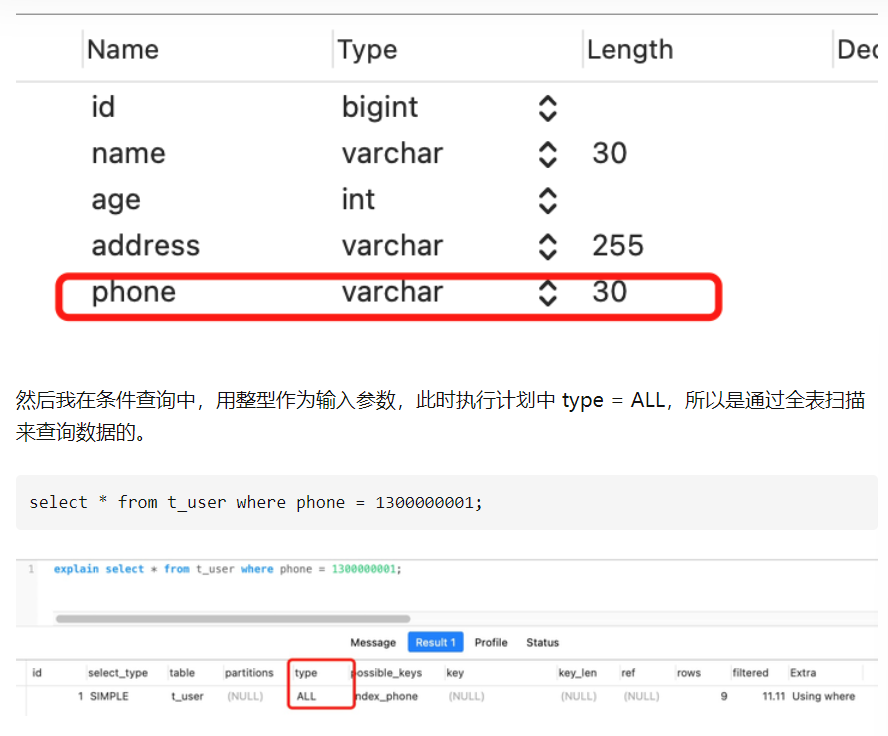 Name Type Length Dec
id bigint
name varchar 30
age int
address varchar 255
phone varchar 30
然后我在条件查询中，用整型作为输入参数，此时执行计划中 type = ALL，所以是通过全表扫描
来查询数据的。
select * from t_user where phone = 1300000001;
1 explain select * from t_user where phone = 1300000001;
Message Result 1 Profile Status
id select_type table partitions type possible_keys key key_len ref rows filtered Extra
1 SIMPLE t_user (NULL) ALL index_phone (NULL) (NULL) (NULL) 9 11.11 Using where